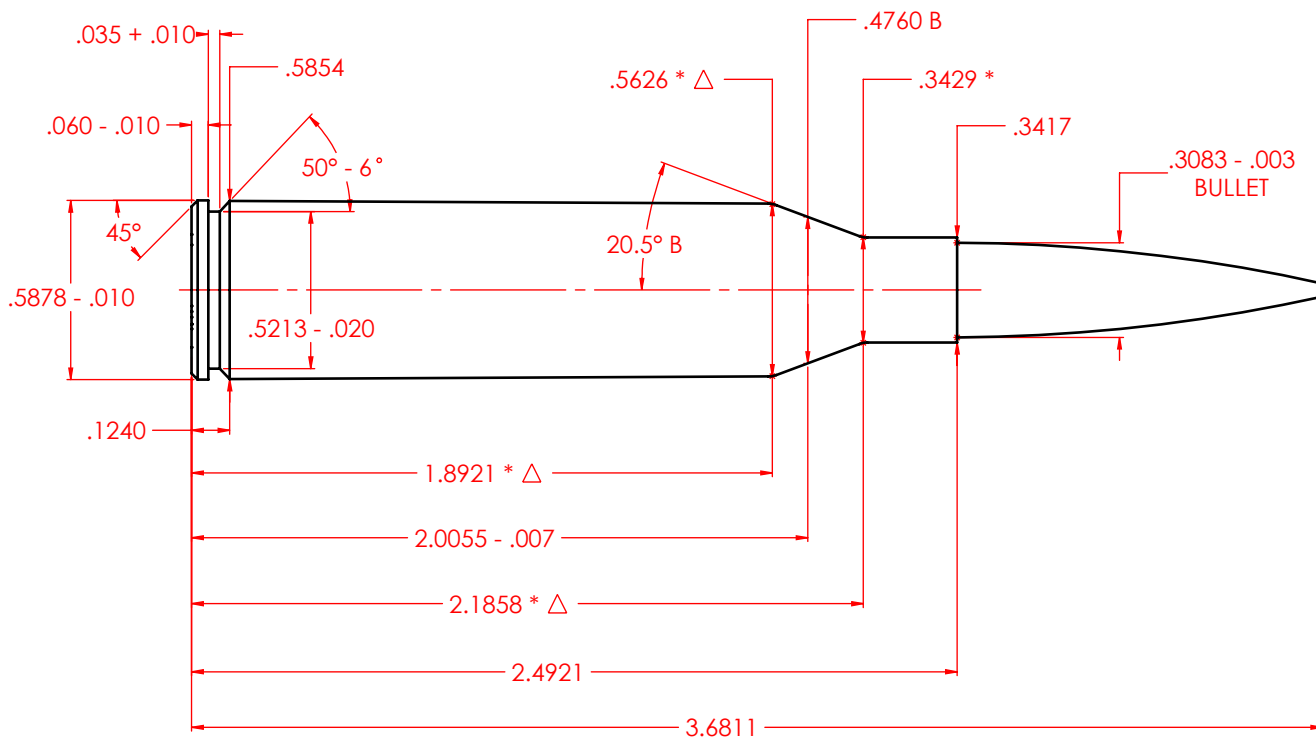 .035 + .010
.4760 B
.5854
.5626 * △
.3429 *
.060 - .010
.3417
50° - 6°
.3083 - .003
BULLET
45°
20.5° B
.5878 - .010
.5213 - .020
.1240
1.8921 * △
2.0055 - .007
2.1858 * △
2.4921
3.6811